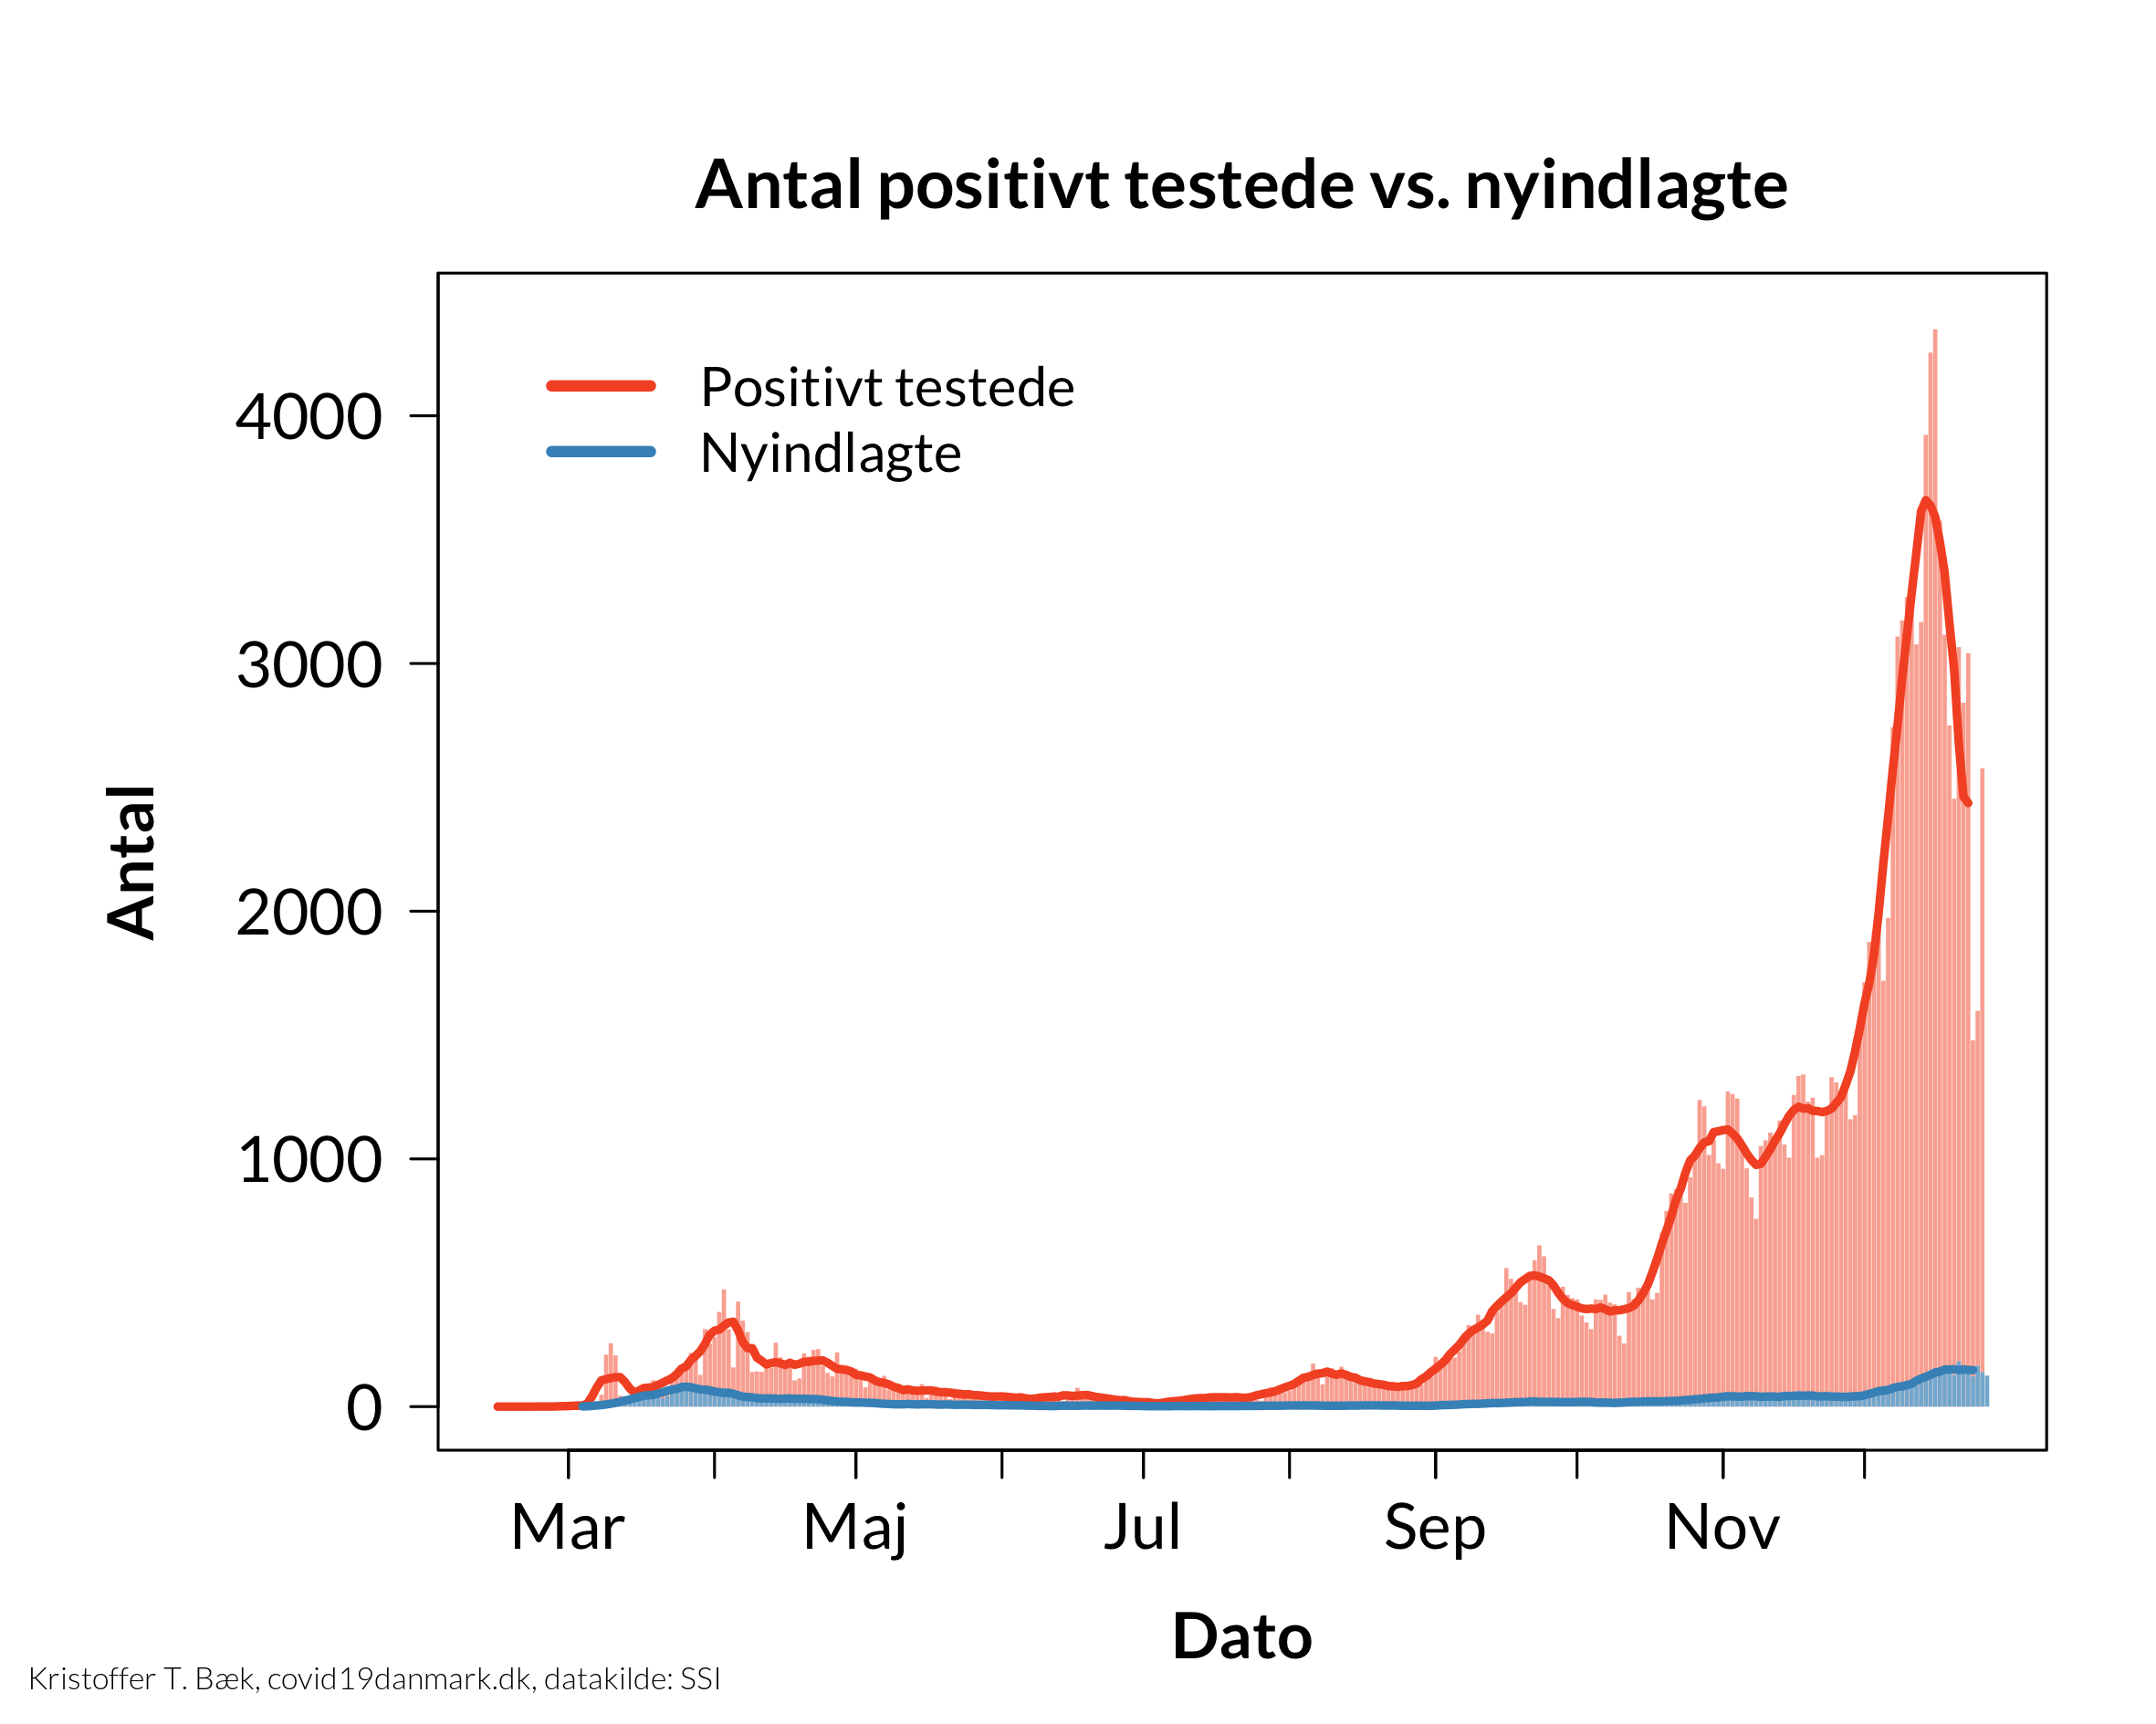 Antal positivt testede vs. nyindlagte
Positivt testede
Nyindlagte
4000
3000
2000
1000
0
Antal
Mar
Maj
Jul
Sep
Nov
Dato
Kristoffer T. Bæk, covid19danmark.dk, datakilde: SSI